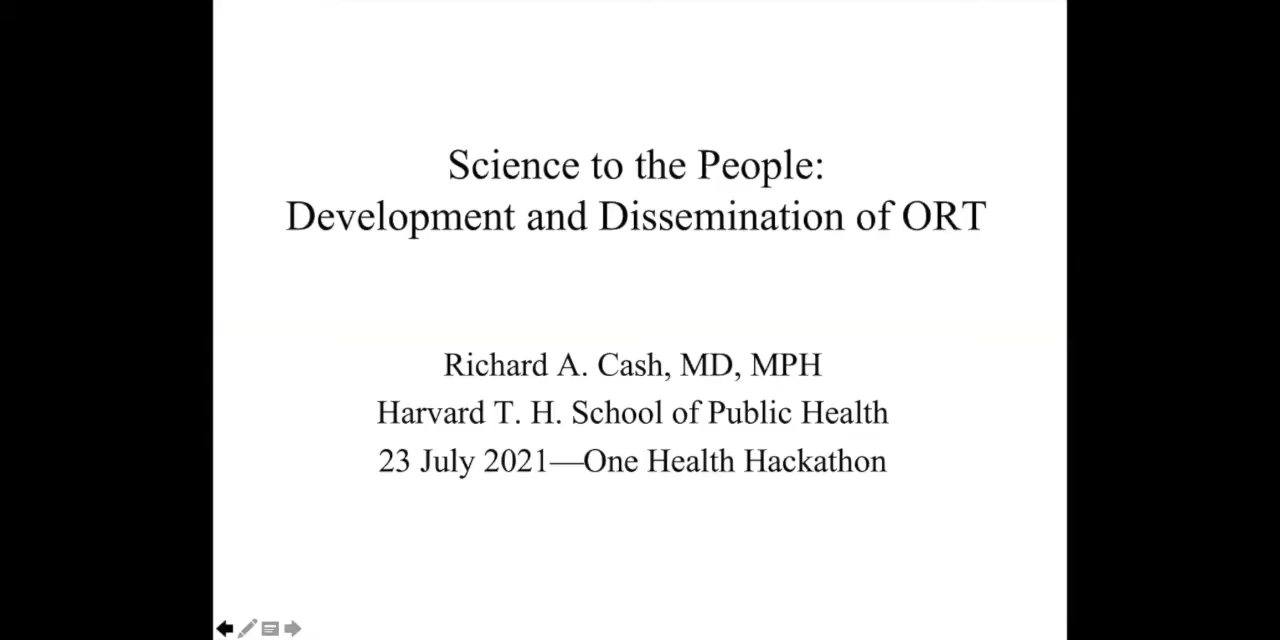 Science to the People:
Development and Dissemination of ORT
Richard A. Cash, MD, MPH
Harvard T. H. School of Public Health
23 July 2021—One Health Hackathon